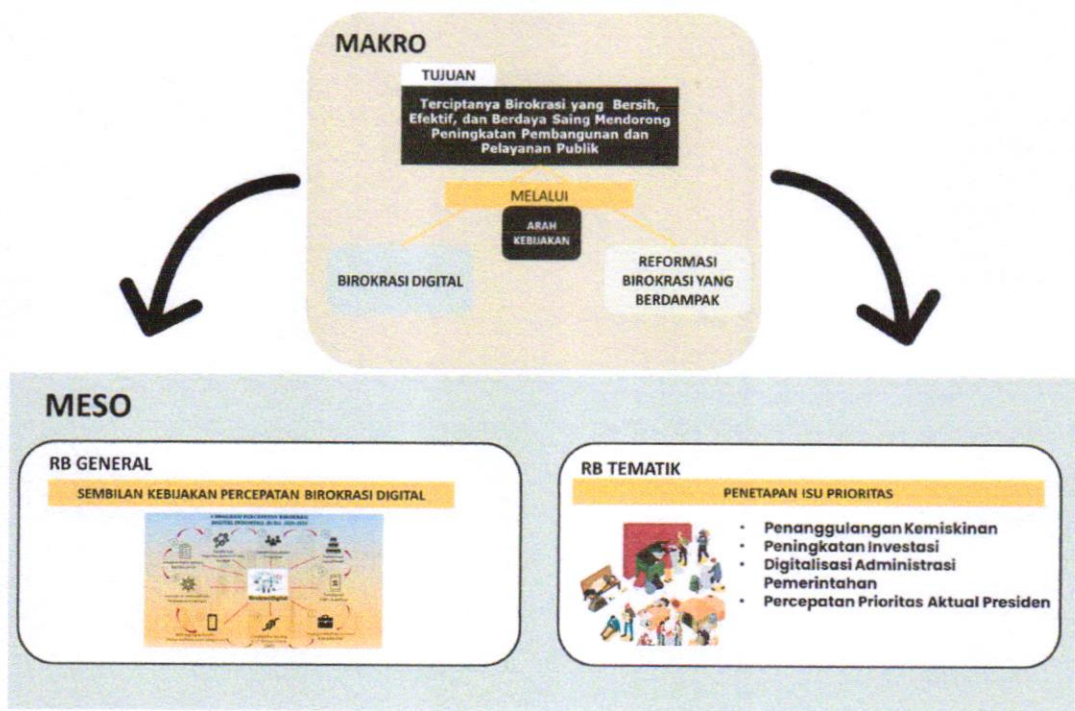 MAKRO
TUJUAN
Terciptanya Birokrasi yang Bersih,
Efektif, dan Berdaya Saing Mendorong
Peningkatan Pembangunan dan
Pelayanan Publik
MELALUI
ARAH
KEBIJAKAN
BIROKRASI DIGITAL
REFORMASI
BIROKRASI YANG
BERDAMPAK
MESO
RB GENERAL
SEMBILAN KEBIJAKAN PERCEPATAN BIROKRASI DIGITAL
RB TEMATIK
PENETAPAN ISU PRIORITAS
• Penanggulangan Kemiskinan
• Peningkatan Investasi
• Digitalisasi Administrasi
Pemerintahan
• Percepatan Prioritas Aktual Presiden